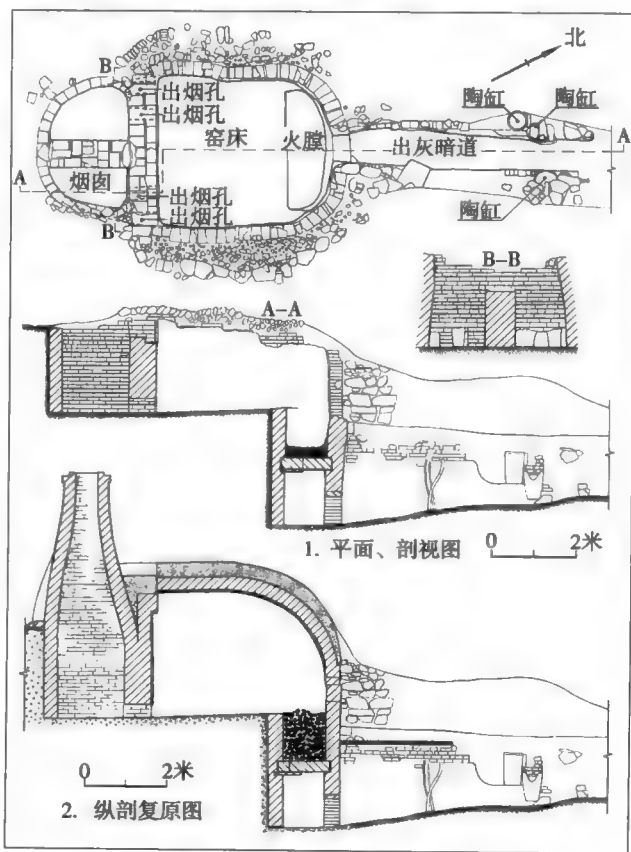 北
B
出烟孔
出烟孔
陶缸
陶缸
窑床
火膛
出灰暗道
A
A
烟囱
出烟孔
出烟孔
陶缸
B
B-B
A-A
1. 平面、剖视图
0 2米
0 2米
2. 纵剖复原图